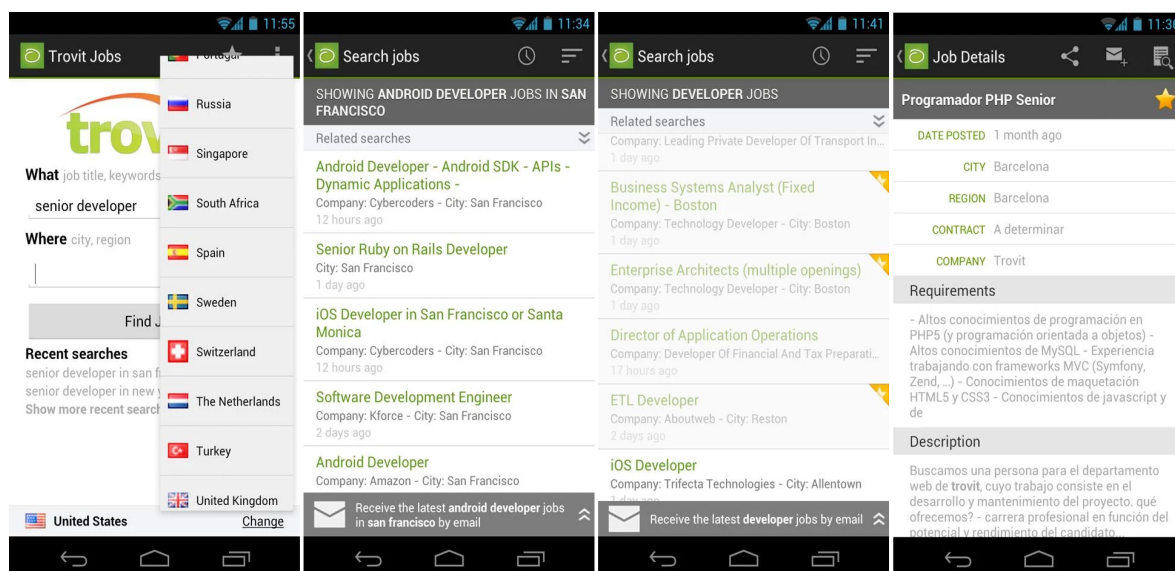 11:55
Trovit Jobs
Portugal
Russia
Singapore
South Africa
Spain
Sweden
Switzerland
The Netherlands
Turkey
United Kingdom
trov
What job title, keywords
senior developer
Where city, region
Find J
Recent searches
senior developer in san f
senior developer in new y
Show more recent search
United States
Change
11:34
Search jobs
SHOWING ANDROID DEVELOPER JOBS IN SAN
FRANCISCO
Related searches
Android Developer - Android SDK - APIs -
Dynamic Applications -
Company: Cybercoders - City: San Francisco
12 hours ago
Senior Ruby on Rails Developer
City: San Francisco
1 day ago
iOS Developer in San Francisco or Santa
Monica
Company: Cybercoders - City: San Francisco
12 hours ago
Software Development Engineer
Company: Kforce - City: San Francisco
2 days ago
Android Developer
Company: Amazon - City: San Francisco
Receive the latest android developer jobs
in san francisco by email
11:41
Search jobs
SHOWING DEVELOPER JOBS
Related searches
Company: Leading Private Developer Of Transport In...
1 day ago
Business Systems Analyst (Fixed
Income) - Boston
Company: Technology Developer - City: Boston
1 day ago
Enterprise Architects (multiple openings)
Company: Technology Developer - City: Boston
1 day ago
Director of Application Operations
Company: Developer Of Financial And Tax Preparati...
17 hours ago
ETL Developer
Company: Aboutweb - City: Reston
2 days ago
iOS Developer
Company: Trifecta Technologies - City: Allentown
1 day ago
Receive the latest developer jobs by email
11:36
Job Details
Programador PHP Senior
DATE POSTED 1 month ago
CITY Barcelona
REGION Barcelona
CONTRACT A determinar
COMPANY Trovit
Requirements
- Altos conocimientos de programación en
PHP5 (y programación orientada a objetos) -
Altos conocimientos de MySQL - Experiencia
trabajando con frameworks MVC (Symfony,
Zend, ...) - Conocimientos de maquetación
HTML5 y CSS3 - Conocimientos de javascript y
de
Description
Buscamos una persona para el departamento
web de trovit, cuyo trabajo consiste en el
desarrollo y mantenimiento del proyecto. qué
ofrecemos? - carrera profesional en función del
potencial y rendimiento del candidato...